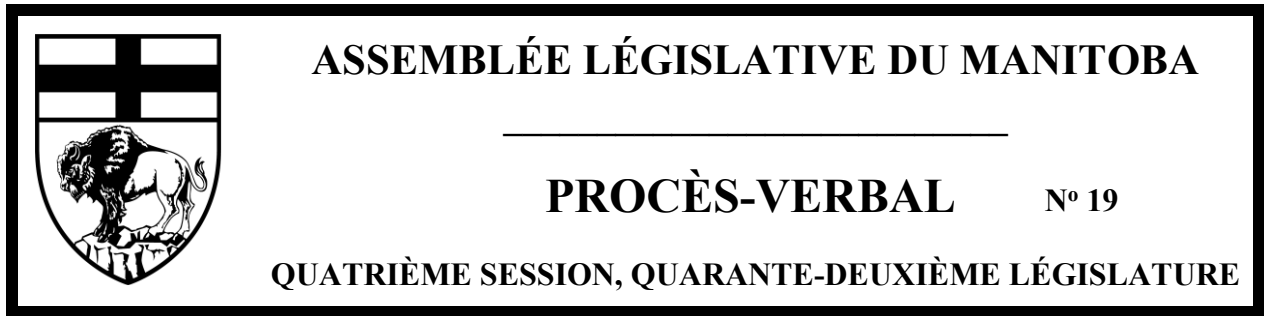 ASSEMBLÉE LÉGISLATIVE DU MANITOBA
PROCÈS-VERBAL Nº 19
QUATRIÈME SESSION, QUARANTE-DEUXIÈME LÉGISLATURE